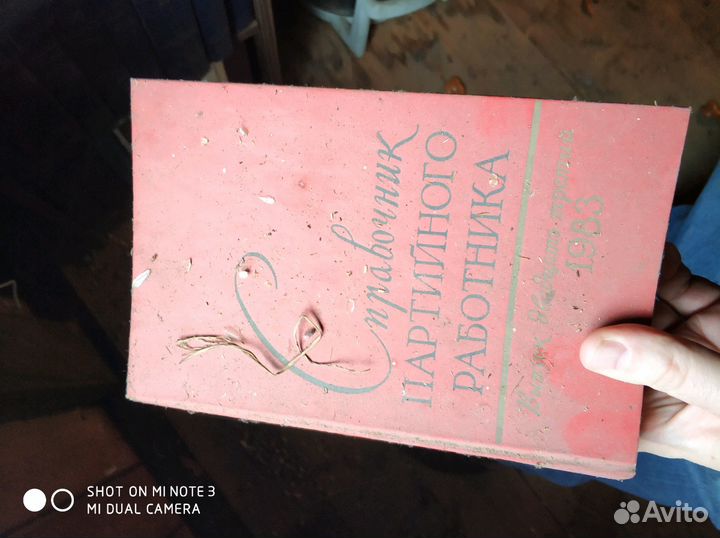 Справочник
ПАРТИЙНОГО
РАБОТНИКА
Выпуск двадцать третий
1983
SHOT ON MI NOTE 3
MI DUAL CAMERA
Avito